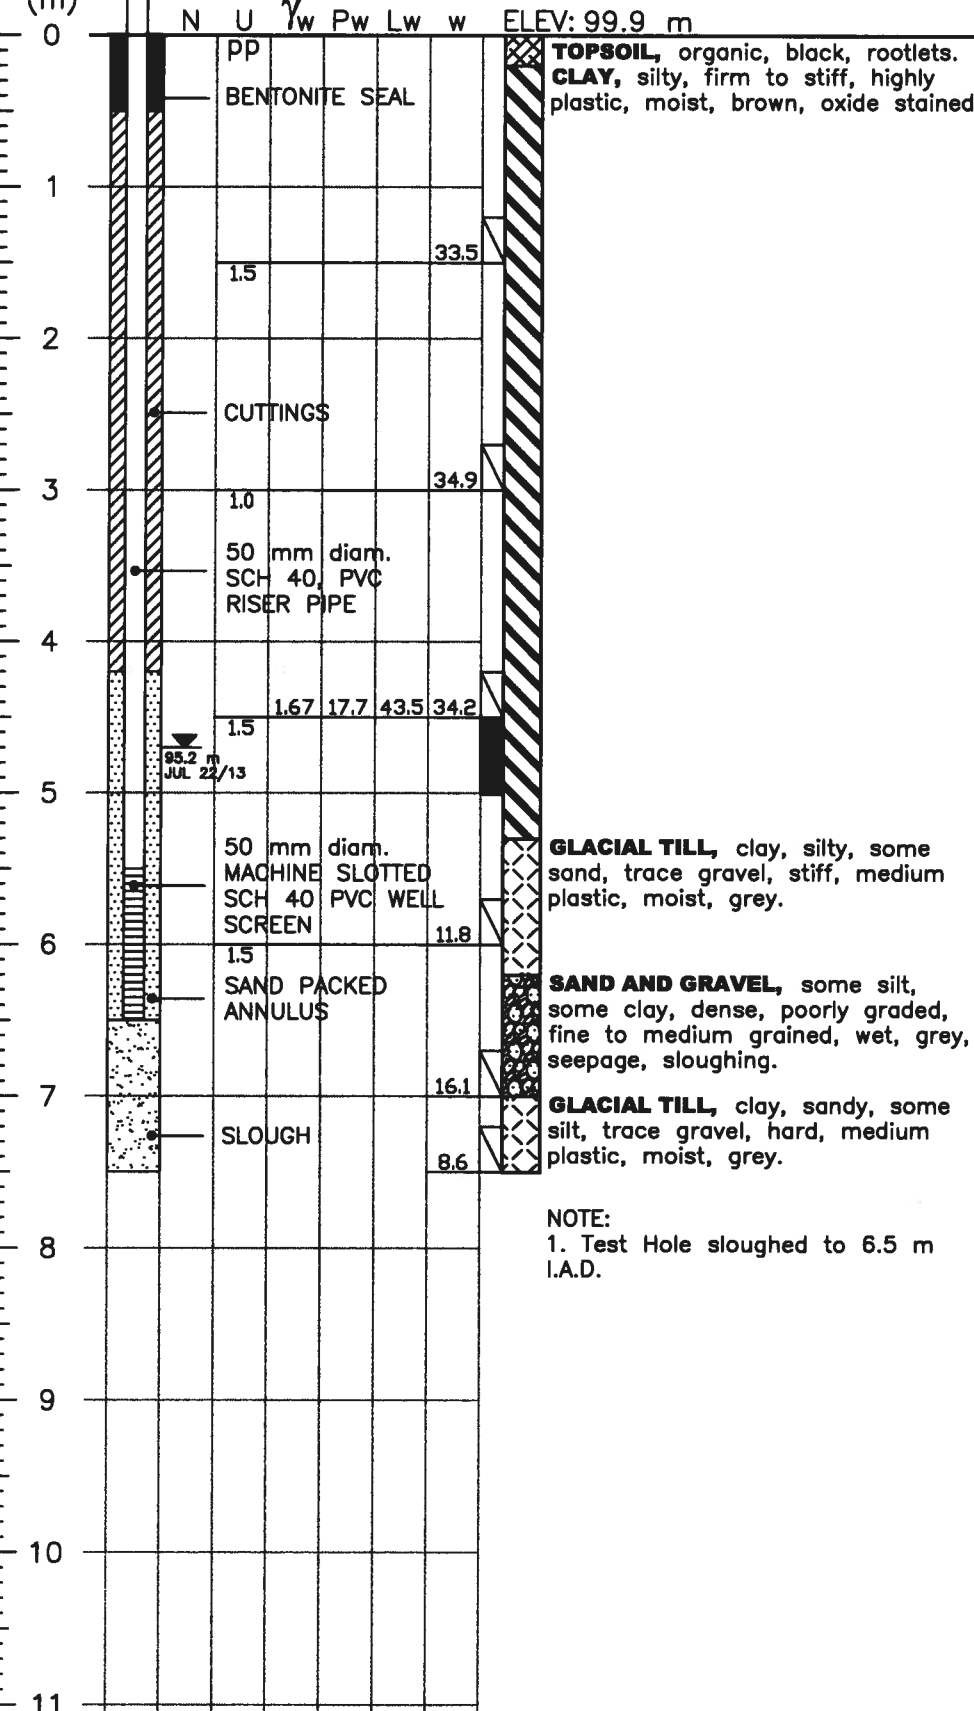 (m)
N U γw Pw Lw w ELEV: 99.9 m
0
PP
TOPSOIL, organic, black, rootlets.
CLAY, silty, firm to stiff, highly
plastic, moist, brown, oxide stained
BENTONITE SEAL
1
33.5
1.5
2
CUTTINGS
34.9
3
1.0
50 mm diam.
SCH 40, PVC
RISER PIPE
4
1.67 17.7 43.5 34.2
1.5
95.2 m
JUL 22/13
5
50 mm diam.
MACHINE SLOTTED
SCH 40 PVC WELL
SCREEN
GLACIAL TILL, clay, silty, some
sand, trace gravel, stiff, medium
plastic, moist, grey.
11.8
6
1.5
SAND PACKED
ANNULUS
SAND AND GRAVEL, some silt,
some clay, dense, poorly graded,
fine to medium grained, wet, grey,
seepage, sloughing.
16.1
7
GLACIAL TILL, clay, sandy, some
silt, trace gravel, hard, medium
plastic, moist, grey.
SLOUGH
8.6
NOTE:
1. Test Hole sloughed to 6.5 m
I.A.D.
8
9
10
11